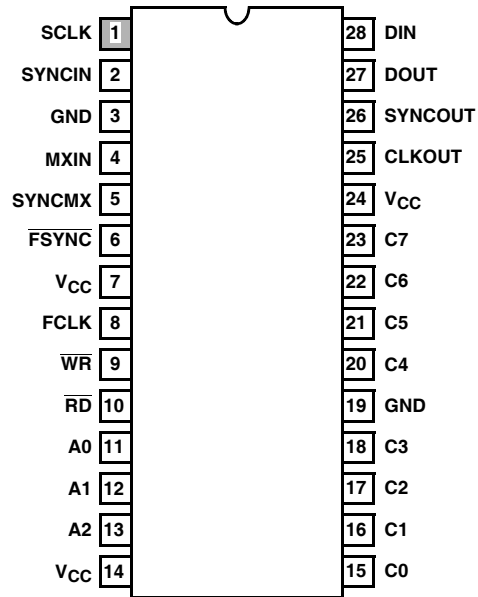 SCLK 1 28 DIN
SYNCIN 2 27 DOUT
GND 3 26 SYNCOUT
MXIN 4 25 CLKOUT
SYNCMX 5 24 VCC
FSYNC 6 23 C7
VCC 7 22 C6
FCLK 8 21 C5
WR 9 20 C4
RD 10 19 GND
A0 11 18 C3
A1 12 17 C2
A2 13 16 C1
VCC 14 15 C0